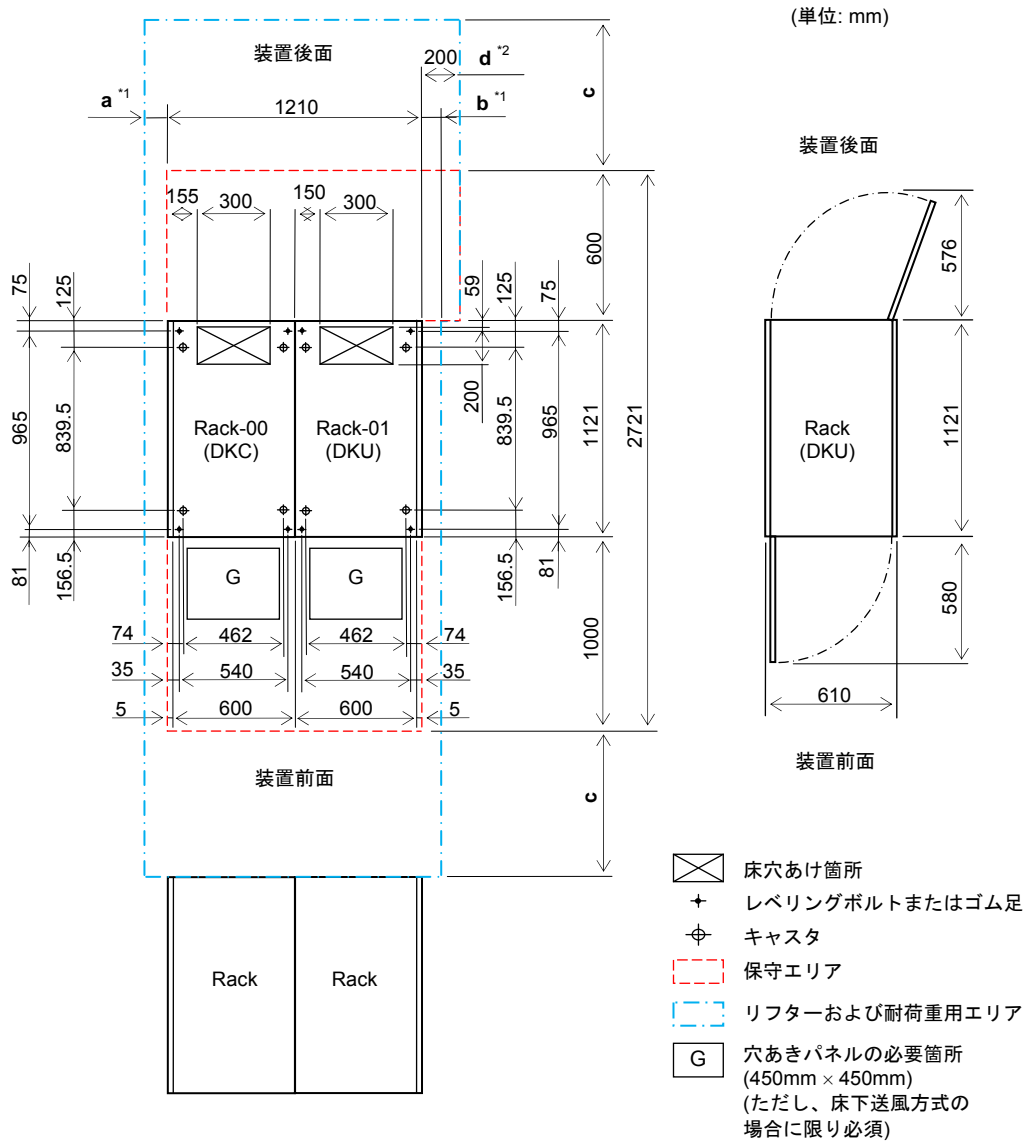 (単位: mm)
装置後面
200
d *2
a *1
1210
b *1
c
装置後面
155
300
150
300
600
576
75
125
59
125
75
965
839.5
Rack-00
(DKC)
Rack-01
(DKU)
200
839.5
965
1121
2721
Rack
(DKU)
1121
81
156.5
G
G
156.5
81
1000
580
74
462
462
74
35
540
540
35
5
600
600
5
610
装置前面
装置前面
c
Rack
Rack
床穴あけ箇所
レベリングボルトまたはゴム足
キャスタ
保守エリア
リフターおよび耐荷重用エリア
G
穴あきパネルの必要箇所
(450mm × 450mm)
(ただし、床下送風方式の
場合に限り必須)